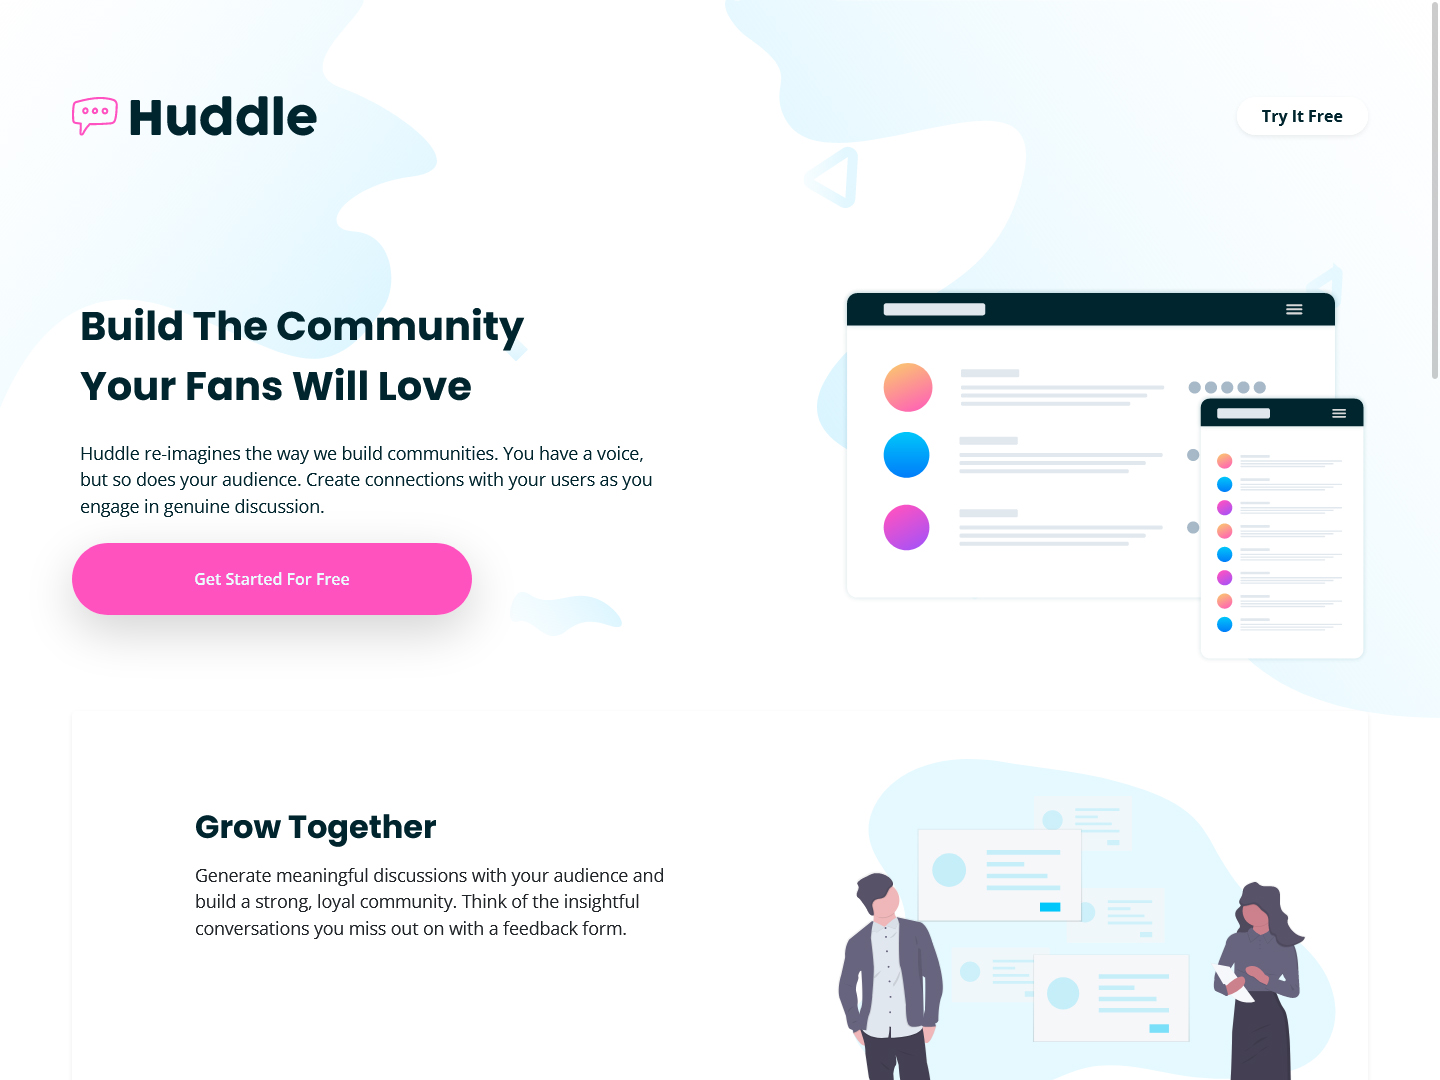 Huddle
Try It Free
Build The Community
Your Fans Will Love
Huddle re-imagines the way we build communities. You have a voice,
but so does your audience. Create connections with your users as you
engage in genuine discussion.
Get Started For Free
Grow Together
Generate meaningful discussions with your audience and
build a strong, loyal community. Think of the insightful
conversations you miss out on with a feedback form.